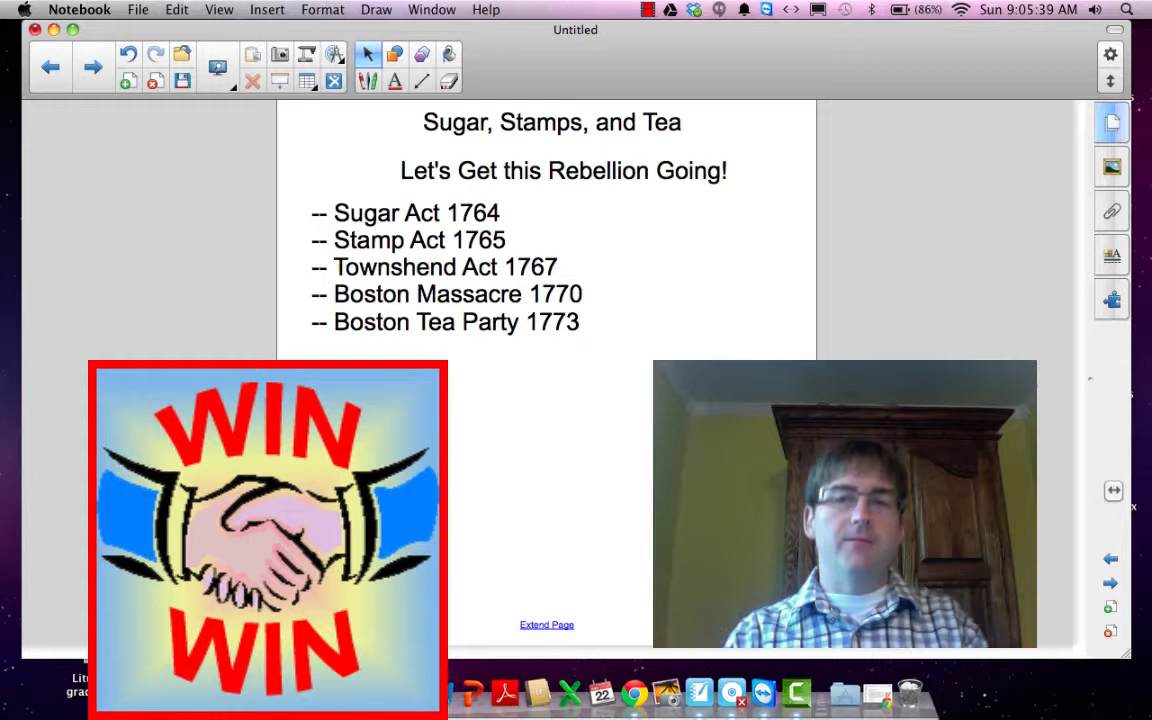 Notebook File Edit View Insert Format Draw Window Help (86%) Sun 9:05:39 AM
Untitled
Sugar, Stamps, and Tea
Let's Get this Rebellion Going!
-- Sugar Act 1764
-- Stamp Act 1765
-- Townshend Act 1767
-- Boston Massacre 1770
-- Boston Tea Party 1773
WIN
WIN
Extend Page
22